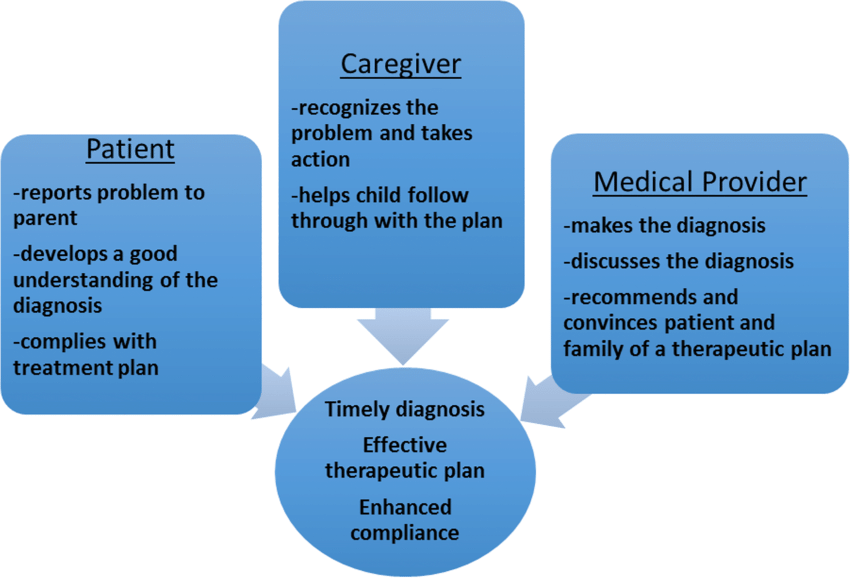 Patient
-reports problem to
parent
-develops a good
understanding of the
diagnosis
-complies with
treatment plan
Caregiver
-recognizes the
problem and takes
action
-helps child follow
through with the plan
Medical Provider
-makes the diagnosis
-discusses the diagnosis
-recommends and
convinces patient and
family of a therapeutic plan
Timely diagnosis
Effective
therapeutic plan
Enhanced
compliance